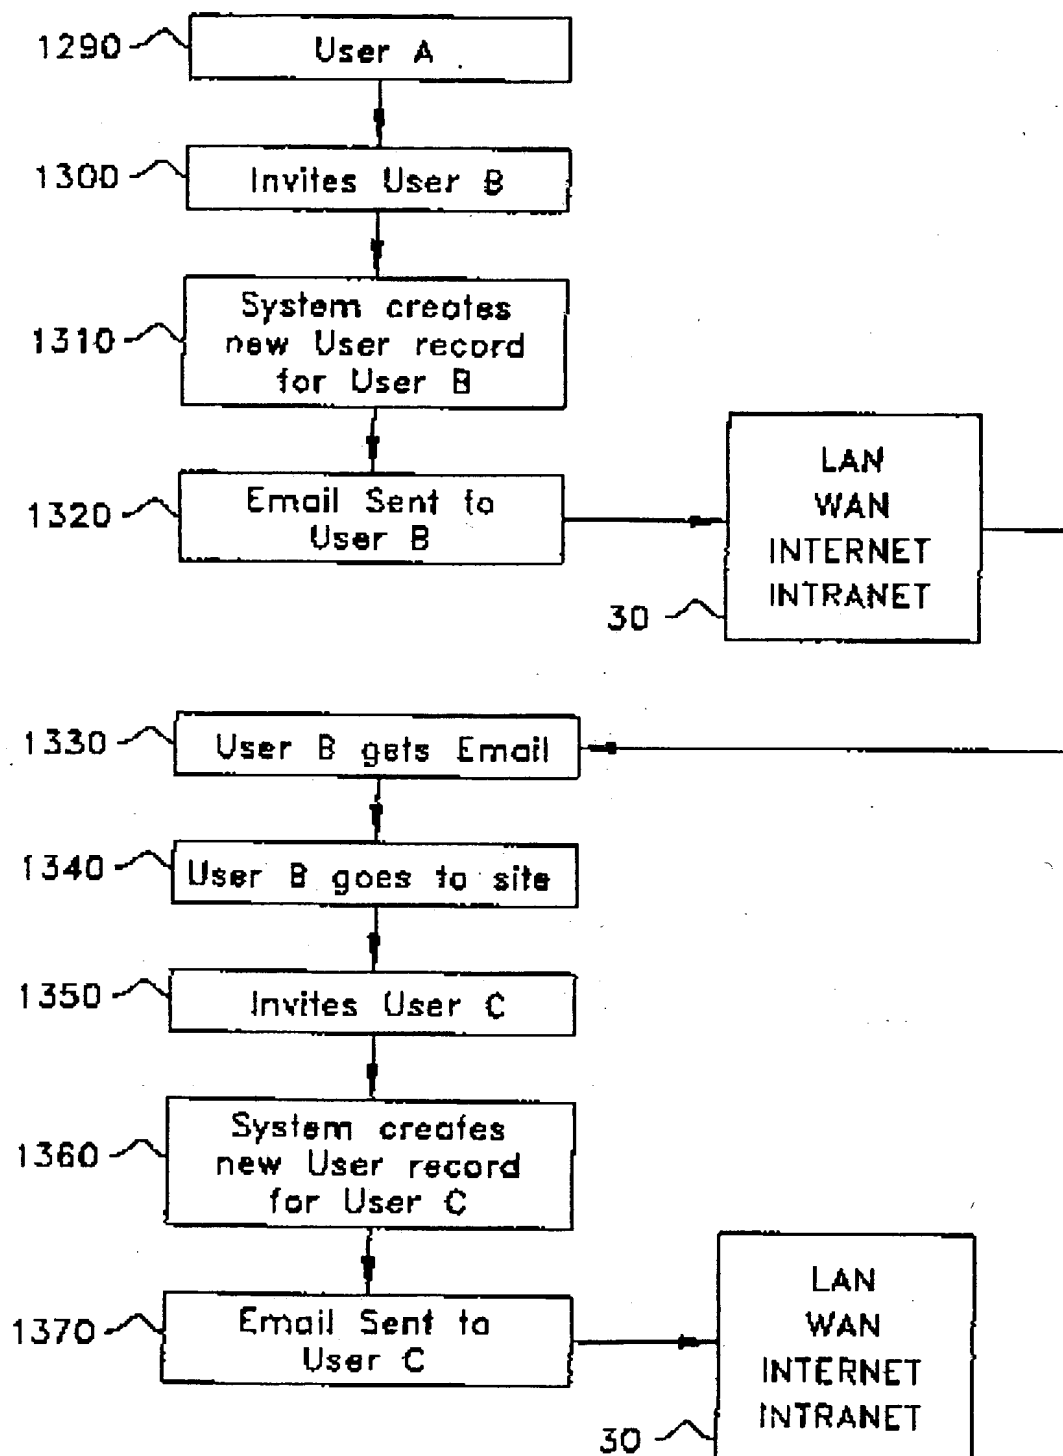 1290
User A
1300
Invites User B
1310
System creates
new User record
for User B
1320
Email Sent to
User B
LAN
WAN
INTERNET
INTRANET
30
1330
User B gets Email
1340
User B goes to site
1350
Invites User C
1360
System creates
new User record
for User C
1370
Email Sent to
User C
LAN
WAN
INTERNET
INTRANET
30